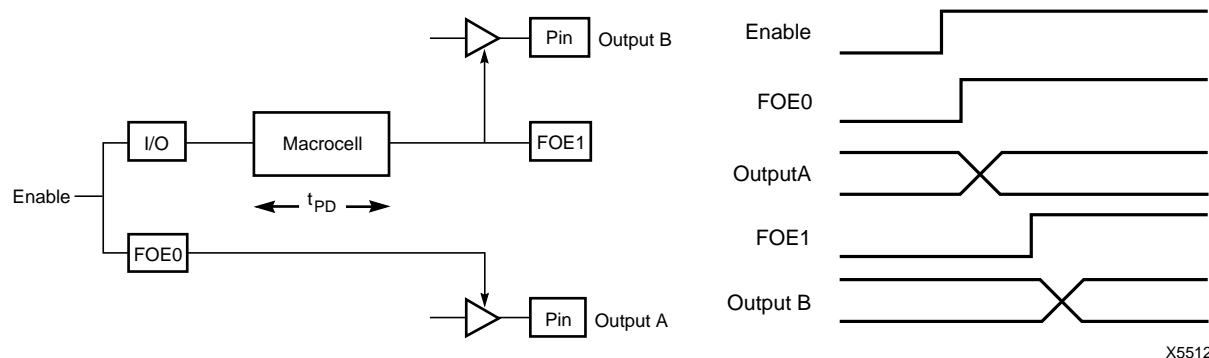 Pin
Output B
I/O
Macrocell
FOE1
Enable
tPD
FOE0
Pin
Output A
Enable
FOE0
OutputA
FOE1
Output B
X5512